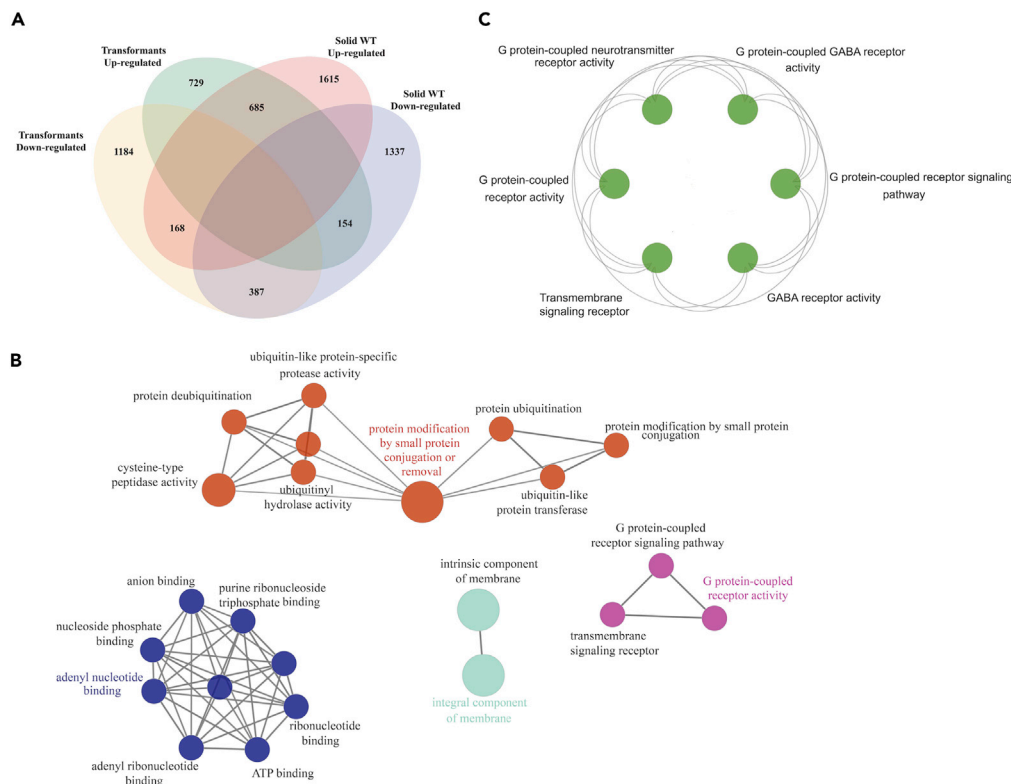 A
Transformants
Up-regulated
Solid WT
Up-regulated
Solid WT
Down-regulated
Transformants
Down-regulated
729
1615
685
1184
1337
168
154
387
C
G protein-coupled neurotransmitter
receptor activity
G protein-coupled GABA receptor
activity
G protein-coupled
receptor activity
G protein-coupled receptor signaling
pathway
Transmembrane
signaling receptor
GABA receptor activity
B
ubiquitin-like protein-specific
protease activity
protein deubiquitination
cysteine-type
peptidase activity
ubiquitinyl
hydrolase activity
protein modification
by small protein
conjugation or
removal
protein ubiquitination
protein modification by small protein
conjugation
ubiquitin-like
protein transferase
anion binding
purine ribonucleoside
triphosphate binding
nucleoside phosphate
binding
adenyl nucleotide
binding
adenyl ribonucleotide
binding
ATP binding
ribonucleotide
binding
intrinsic component
of membrane
integral component
of membrane
G protein-coupled
receptor signaling pathway
G protein-coupled
receptor activity
transmembrane
signaling receptor